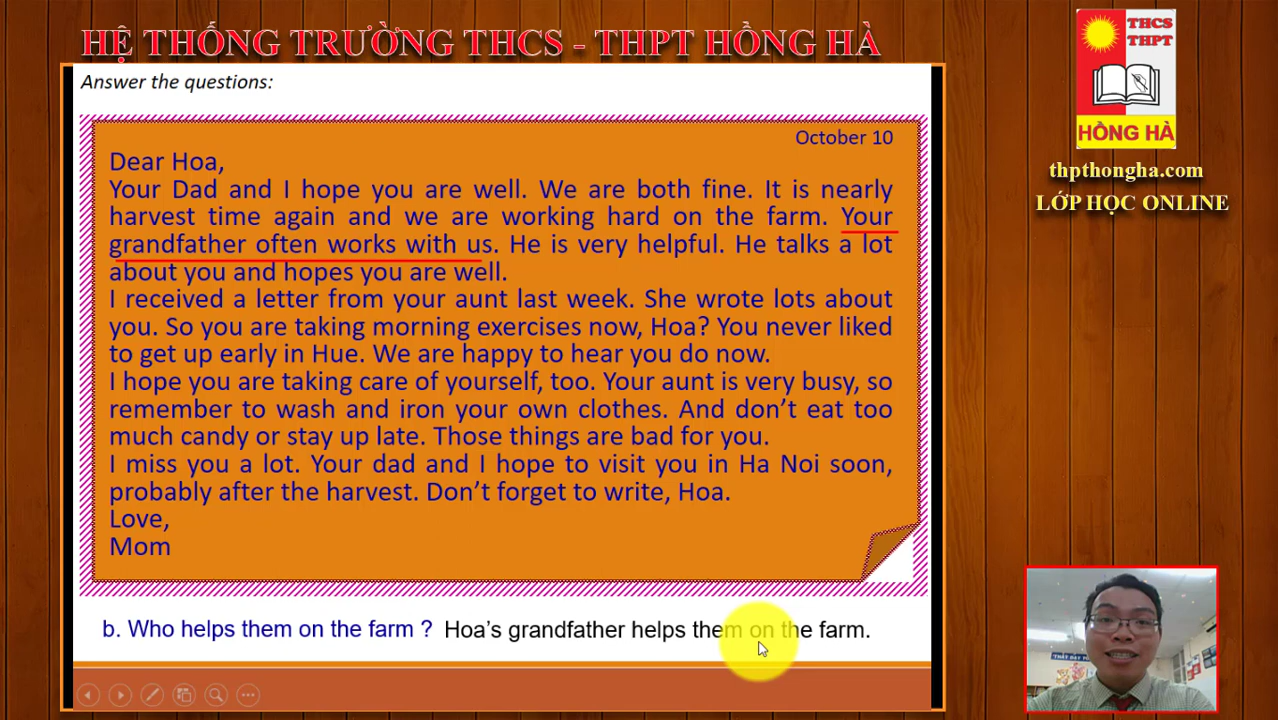 HỆ THỐNG TRƯỜNG THCS - THPT HỒNG HÀ
THCS
THPT
HỒNG HÀ
thpthongha.com
LỚP HỌC ONLINE
Answer the questions:
October 10
Dear Hoa,
Your Dad and I hope you are well. We are both fine. It is nearly
harvest time again and we are working hard on the farm. Your
grandfather often works with us. He is very helpful. He talks a lot
about you and hopes you are well.
I received a letter from your aunt last week. She wrote lots about
you. So you are taking morning exercises now, Hoa? You never liked
to get up early in Hue. We are happy to hear you do now.
I hope you are taking care of yourself, too. Your aunt is very busy, so
remember to wash and iron your own clothes. And don’t eat too
much candy or stay up late. Those things are bad for you.
I miss you a lot. Your dad and I hope to visit you in Ha Noi soon,
probably after the harvest. Don’t forget to write, Hoa.
Love,
Mom
b. Who helps them on the farm ? Hoa’s grandfather helps them on the farm.